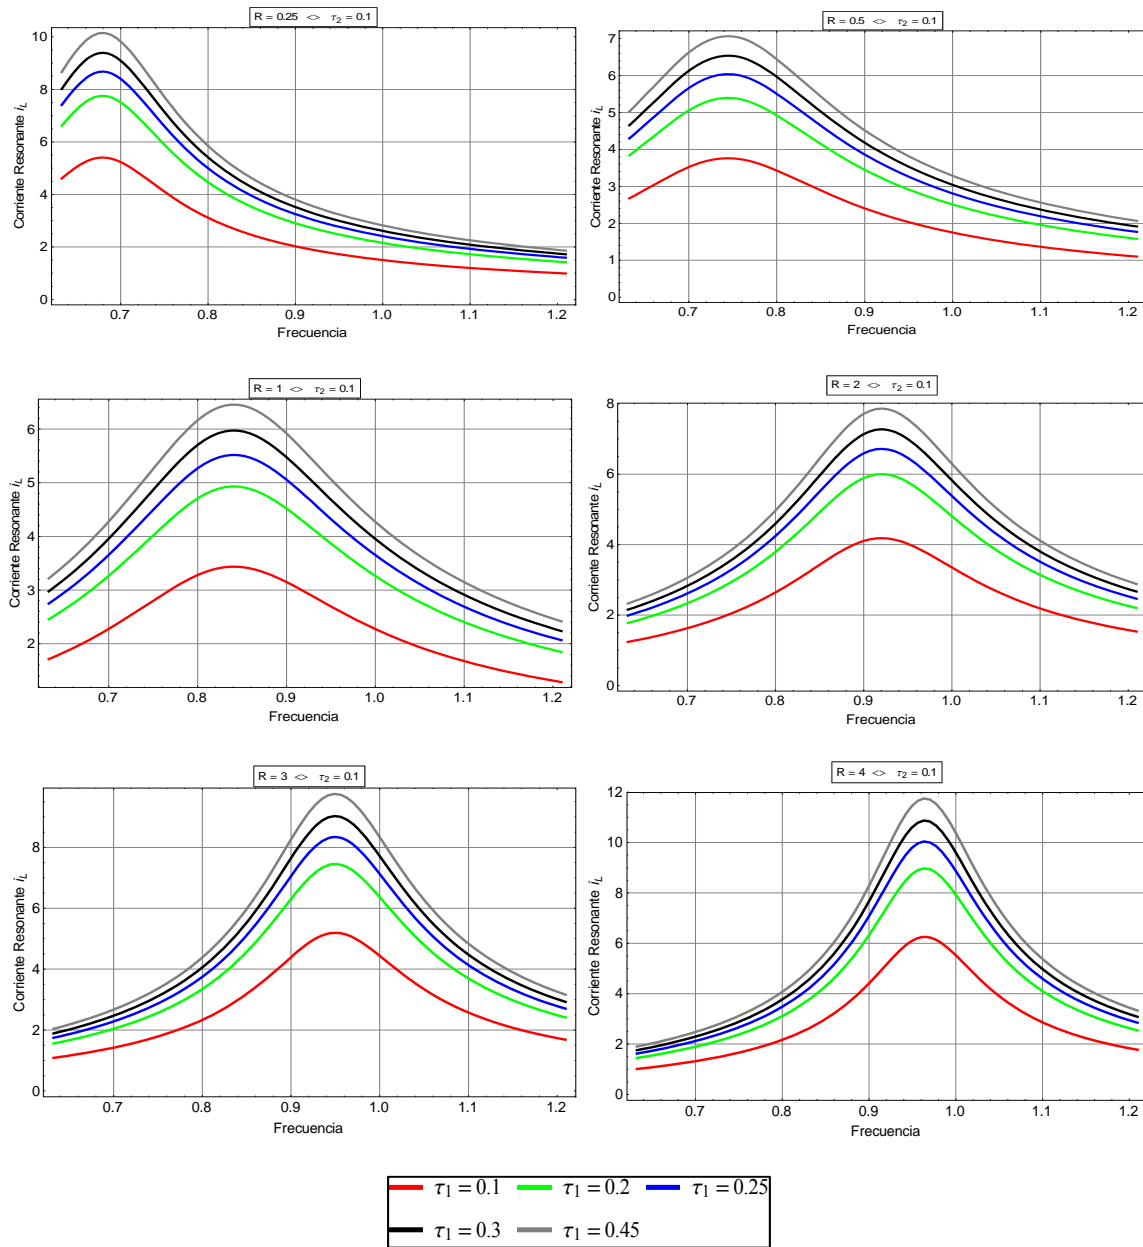 R = 0.25 <> τ₂ = 0.1
Corriente Resonante i_L
10
8
6
4
2
0
0.7 0.8 0.9 1.0 1.1 1.2
Frecuencia
R = 0.5 <> τ₂ = 0.1
Corriente Resonante i_L
7
6
5
4
3
2
1
0
0.7 0.8 0.9 1.0 1.1 1.2
Frecuencia
R = 1 <> τ₂ = 0.1
Corriente Resonante i_L
6
5
4
3
2
0.7 0.8 0.9 1.0 1.1 1.2
Frecuencia
R = 2 <> τ₂ = 0.1
Corriente Resonante i_L
8
6
4
2
0
0.7 0.8 0.9 1.0 1.1 1.2
Frecuencia
R = 3 <> τ₂ = 0.1
Corriente Resonante i_L
8
6
4
2
0
0.7 0.8 0.9 1.0 1.1 1.2
Frecuencia
R = 4 <> τ₂ = 0.1
Corriente Resonante i_L
12
10
8
6
4
2
0
0.7 0.8 0.9 1.0 1.1 1.2
Frecuencia
τ₁ = 0.1 τ₁ = 0.2 τ₁ = 0.25
τ₁ = 0.3 τ₁ = 0.45